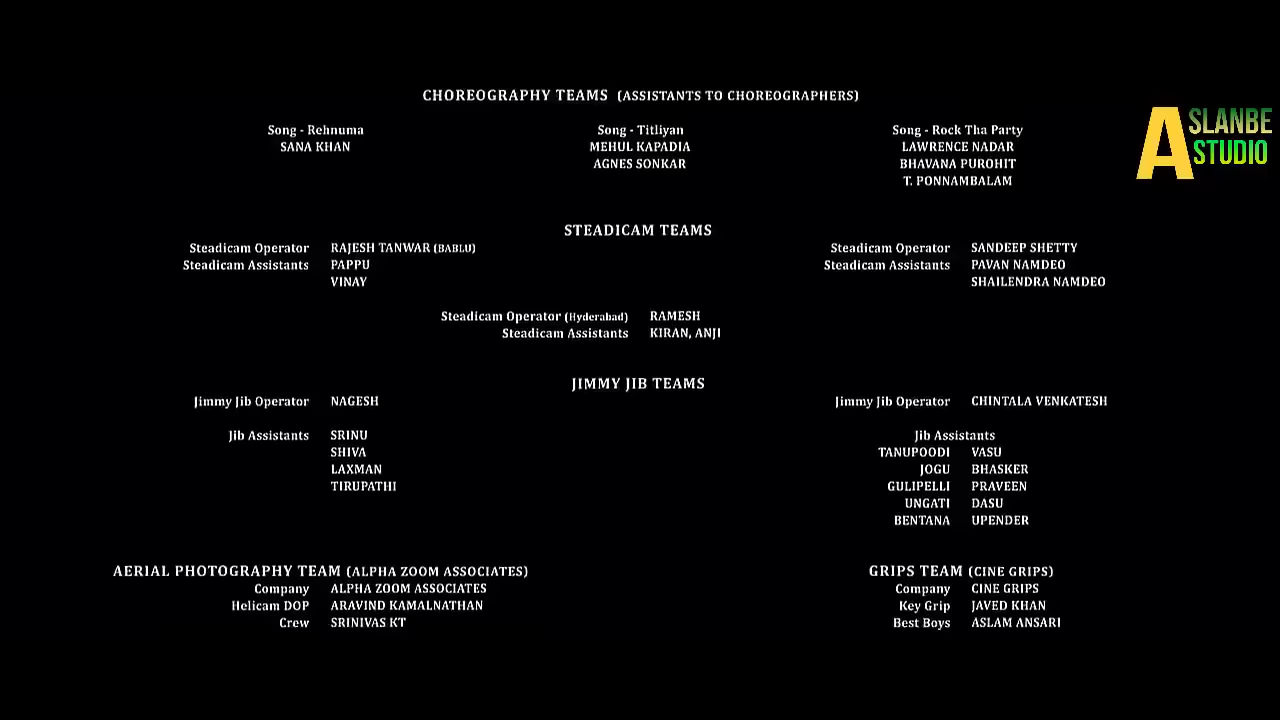 CHOREOGRAPHY TEAMS (ASSISTANTS TO CHOREOGRAPHERS)
Song - Rehnuma
SANA KHAN
Song - Titliyan
MEHUL KAPADIA
AGNES SONKAR
Song - Rock Tha Party
LAWRENCE NADAR
BHAVANA PUROHIT
T. PONNAMBALAM
ASLANBE
STUDIO
STEADICAM TEAMS
Steadicam Operator RAJESH TANWAR (BABLU)
Steadicam Assistants PAPPU
VINAY
Steadicam Operator SANDEEP SHETTY
Steadicam Assistants PAVAN NAMDEO
SHAILENDRA NAMDEO
Steadicam Operator (Hyderabad) RAMESH
Steadicam Assistants KIRAN, ANJI
JIMMY JIB TEAMS
Jimmy Jib Operator NAGESH
Jib Assistants SRINU
SHIVA
LAXMAN
TIRUPATHI
Jimmy Jib Operator CHINTALA VENKATESH
Jib Assistants
TANUPOODI VASU
JOGU BHASKER
GULIPELLI PRAVEEN
UNGATI DASU
BENTANA UPENDER
AERIAL PHOTOGRAPHY TEAM (ALPHA ZOOM ASSOCIATES)
Company ALPHA ZOOM ASSOCIATES
Helicam DOP ARAVIND KAMALNATHAN
Crew SRINIVAS KT
GRIPS TEAM (CINE GRIPS)
Company CINE GRIPS
Key Grip JAVED KHAN
Best Boys ASLAM ANSARI